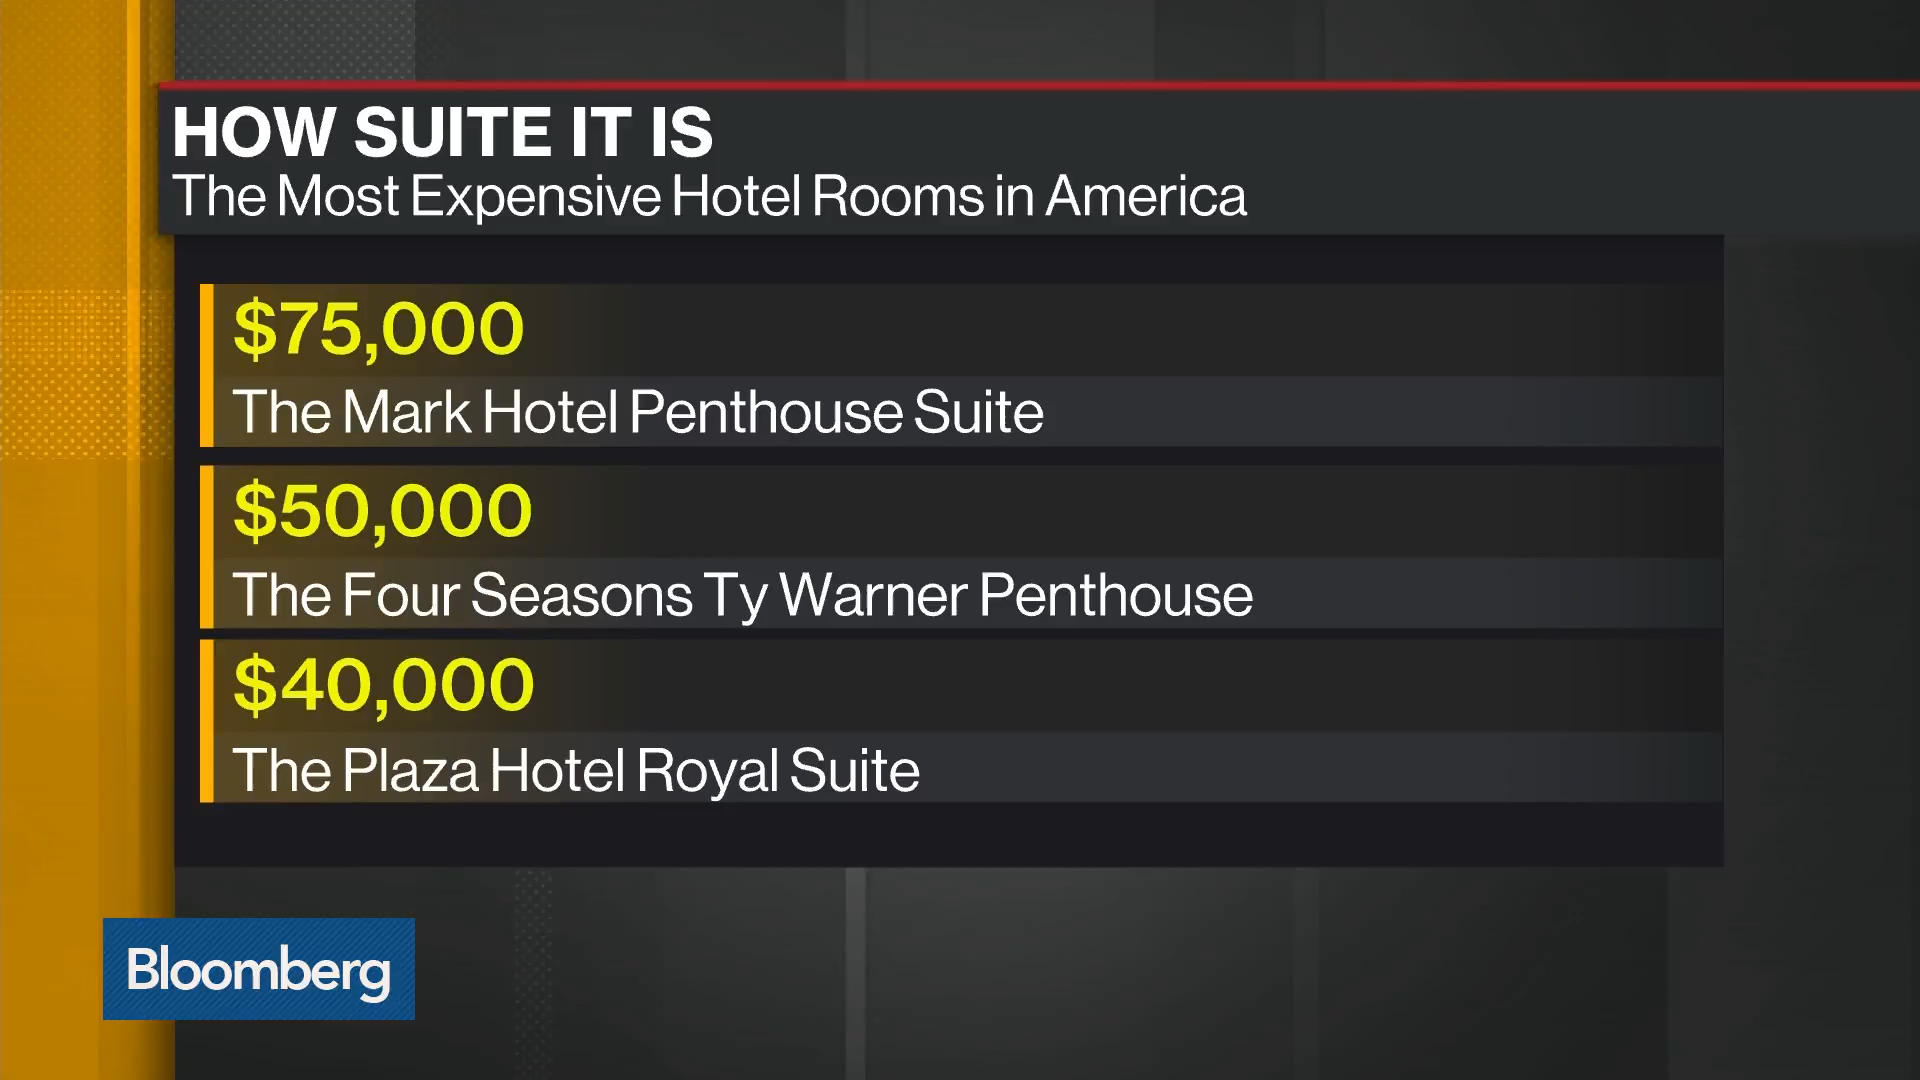 HOW SUITE IT IS
The Most Expensive Hotel Rooms in America
$75,000
The Mark Hotel Penthouse Suite
$50,000
The Four Seasons Ty Warner Penthouse
$40,000
The Plaza Hotel Royal Suite
Bloomberg